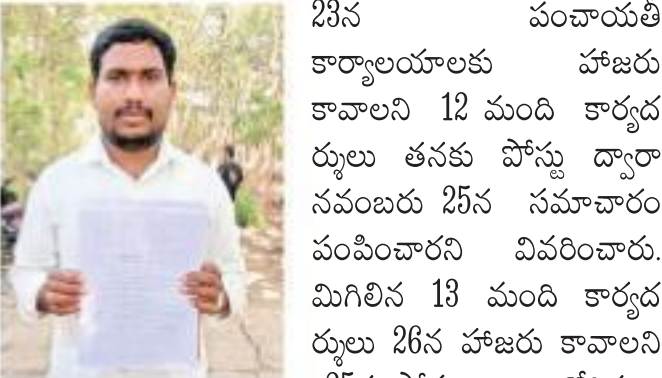 23న పంచాయతీ
కార్యాలయాలకు హాజరు
కావాలని 12 మంది కార్యద
ర్శులు తనకు పోస్టు ద్వారా
నవంబరు 25న సమాచారం
పంపించారని వివరించారు.
మిగిలిన 13 మంది కార్యద
ర్శులు 26న హాజరు కావాలని